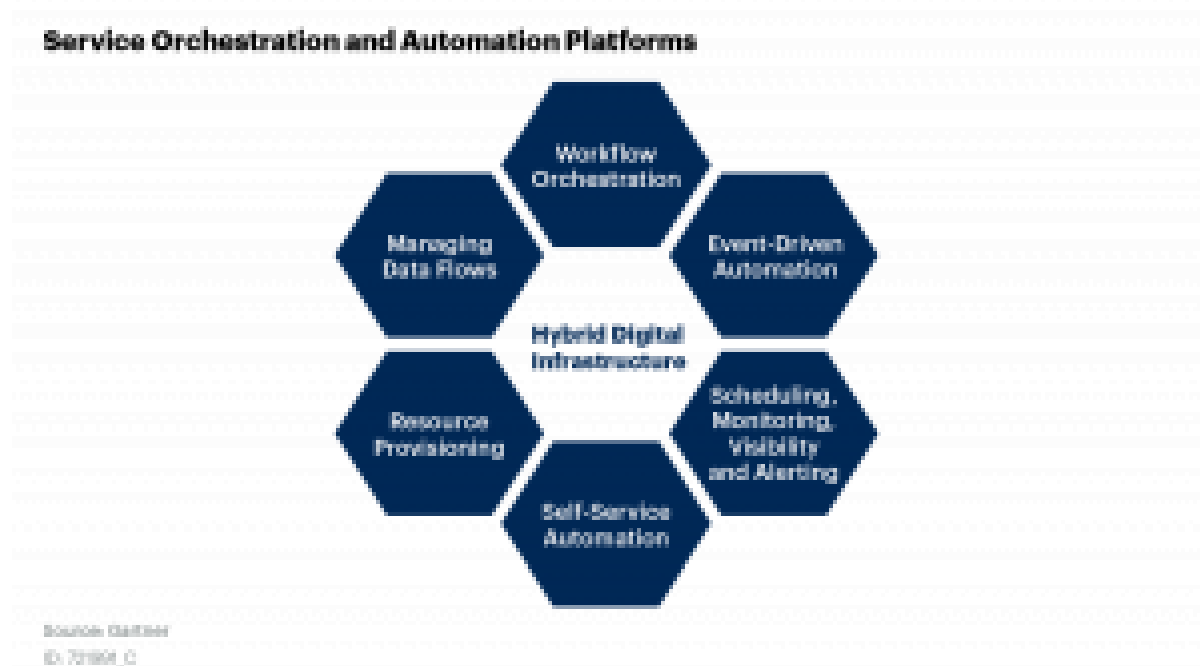 Service Orchestration and Automation Platforms
Workflow
Orchestration
Event-Driven
Automation
Scheduling,
Monitoring,
Visibility
and Alerting
Self-Service
Automation
Resource
Provisioning
Managing
Data Flows
Hybrid Digital
Infrastructure
Source: Gartner
ID: